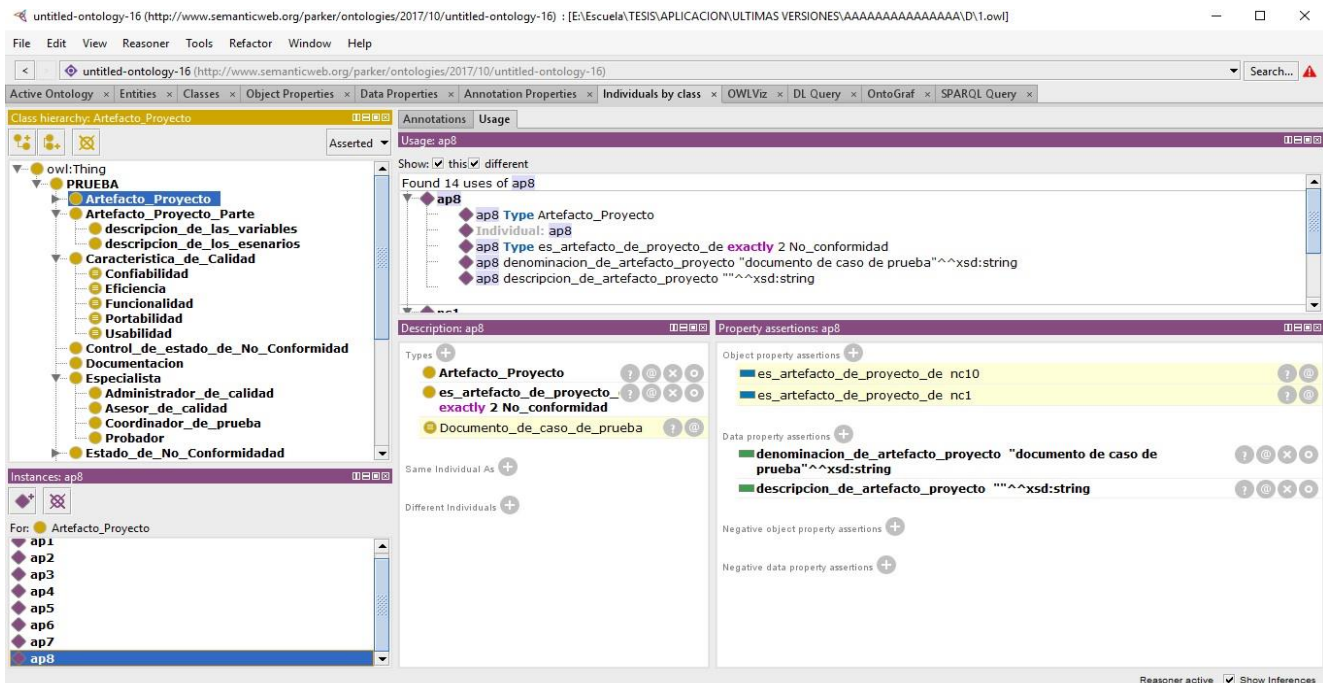 untitled-ontology-16 (http://www.semanticweb.org/parker/ontologies/2017/10/untitled-ontology-16) : [E:\Escuela\TESIS\APLICACION\ULTIMAS VERSIONES\AAAAAAAAAAAAAAA\D\1.owl]
File Edit View Reasoner Tools Refactor Window Help
< untitled-ontology-16 (http://www.semanticweb.org/parker/ontologies/2017/10/untitled-ontology-16) Search...
Active Ontology × Entities × Classes × Object Properties × Data Properties × Annotation Properties × Individuals by class × OWLViz × DL Query × OntoGraf × SPARQL Query ×
Class hierarchy: Artefacto_Proyecto
Asserted
owl:Thing
PRUEBA
Artefacto_Proyecto
Artefacto_Proyecto_Parte
descripcion_de_las_variables
descripcion_de_los_esenarios
Caracteristica_de_Calidad
Confiabilidad
Eficiencia
Funcionalidad
Portabilidad
Usabilidad
Control_de_estado_de_No_Conformidad
Documentacion
Especialista
Administrador_de_calidad
Asesor_de_calidad
Coordinador_de_prueba
Probador
Estado_de_No_Conformidadad
Instances: ap8
For: Artefacto_Proyecto
ap1
ap2
ap3
ap4
ap5
ap6
ap7
ap8
Annotations Usage
Usage: ap8
Show: this different
Found 14 uses of ap8
ap8
ap8 Type Artefacto_Proyecto
Individual: ap8
ap8 Type es_artefacto_de_proyecto_de exactly 2 No_conformidad
ap8 denominacion_de_artefacto_proyecto "documento de caso de prueba"^^xsd:string
ap8 descripcion_de_artefacto_proyecto ""^^xsd:string
nc1
Description: ap8
Types
Artefacto_Proyecto
es_artefacto_de_proyecto_
exactly 2 No_conformidad
Documento_de_caso_de_prueba
Same Individual As
Different Individuals
Property assertions: ap8
Object property assertions
es_artefacto_de_proyecto_de nc10
es_artefacto_de_proyecto_de nc1
Data property assertions
denominacion_de_artefacto_proyecto "documento de caso de
prueba"^^xsd:string
descripcion_de_artefacto_proyecto ""^^xsd:string
Negative object property assertions
Negative data property assertions
Reasoner active Show Inferences